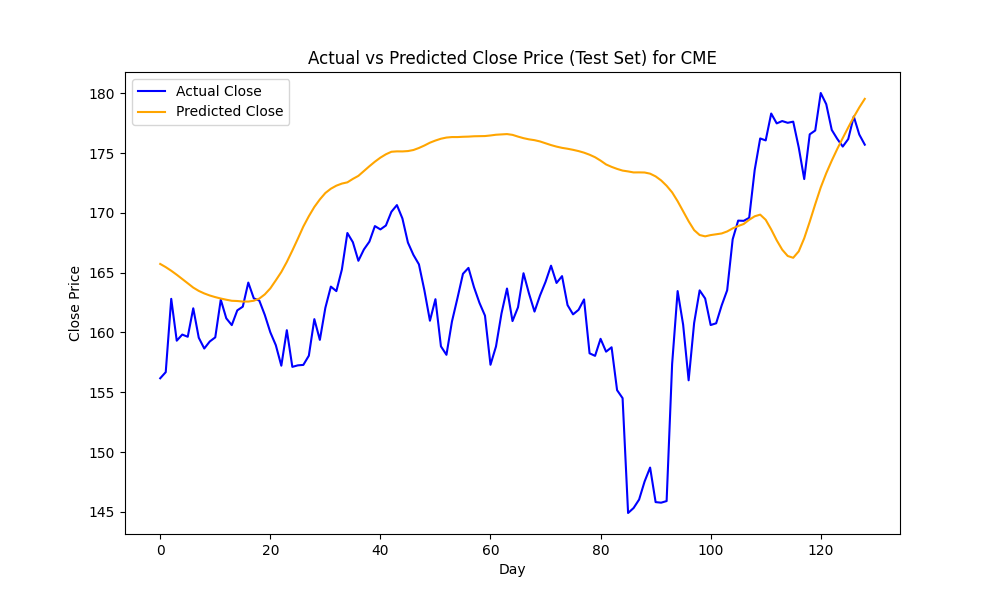 Actual vs Predicted Close Price (Test Set) for CME
Actual Close
Predicted Close
180
175
170
165
160
155
150
145
Close Price
0 20 40 60 80 100 120
Day